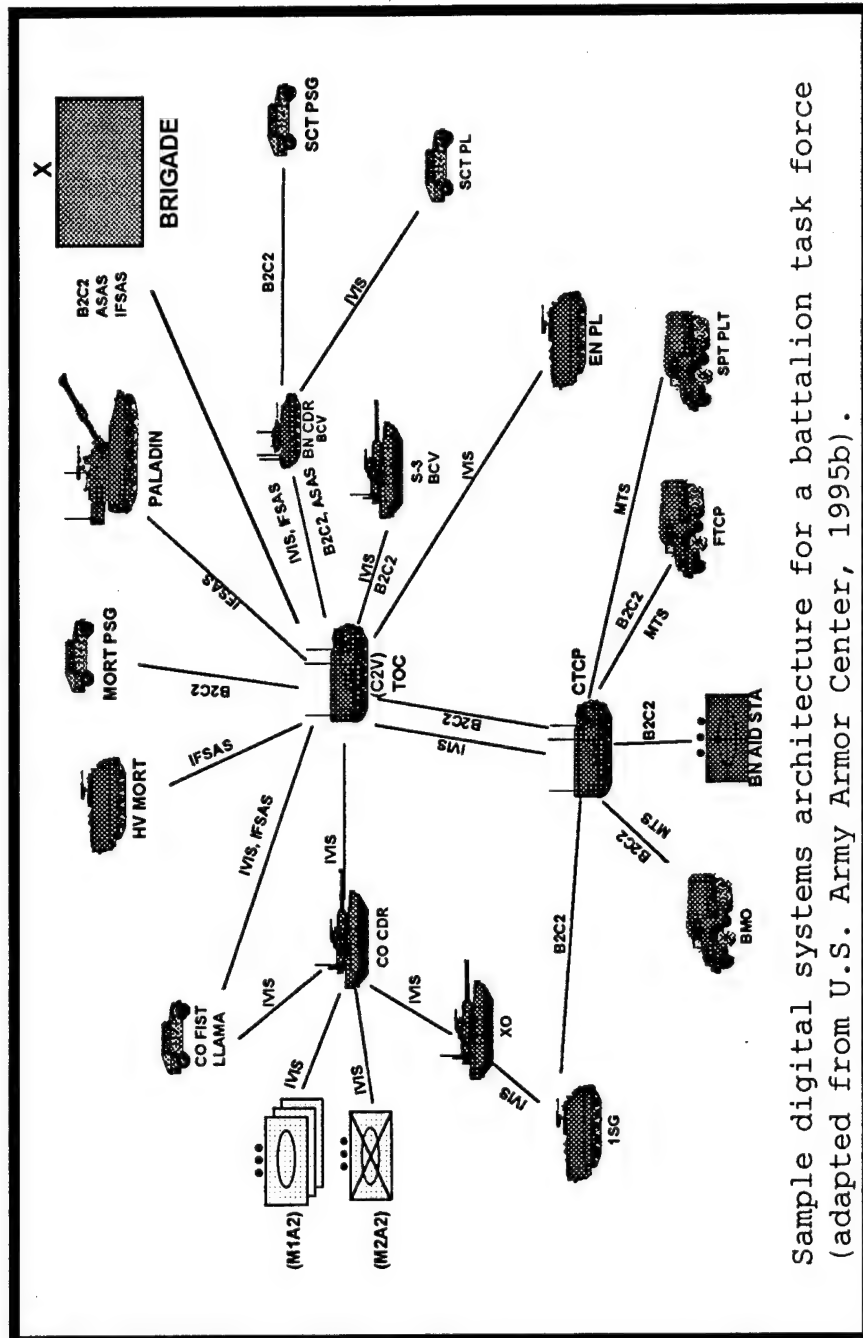 X
BRIGADE
B2C2
ASAS
IFSAS
PALADIN
IFSAS
MORT PSG
B2C2
HV MORT
IFSAS
CO FIST
LLAMA
IVIS, IFSAS
IVIS
(M1A2)
IVIS
(M2A2)
IVIS
CO CDR
IVIS
IVIS
XO
IVIS
1SG
(C2V)
TOC
IVIS, IFSAS
B2C2, ASAS
BN CDR
BCV
B2C2
SCT PSG
IVIS
SCT PL
IVIS
B2C2
S-3
BCV
IVIS
EN PL
IVIS
B2C2
CTCP
B2C2
B2C2
MTS
BMO
B2C2
BN AID STA
B2C2
MTS
FTCP
MTS
SPT PLT
Sample digital systems architecture for a battalion task force
(adapted from U.S. Army Armor Center, 1995b).